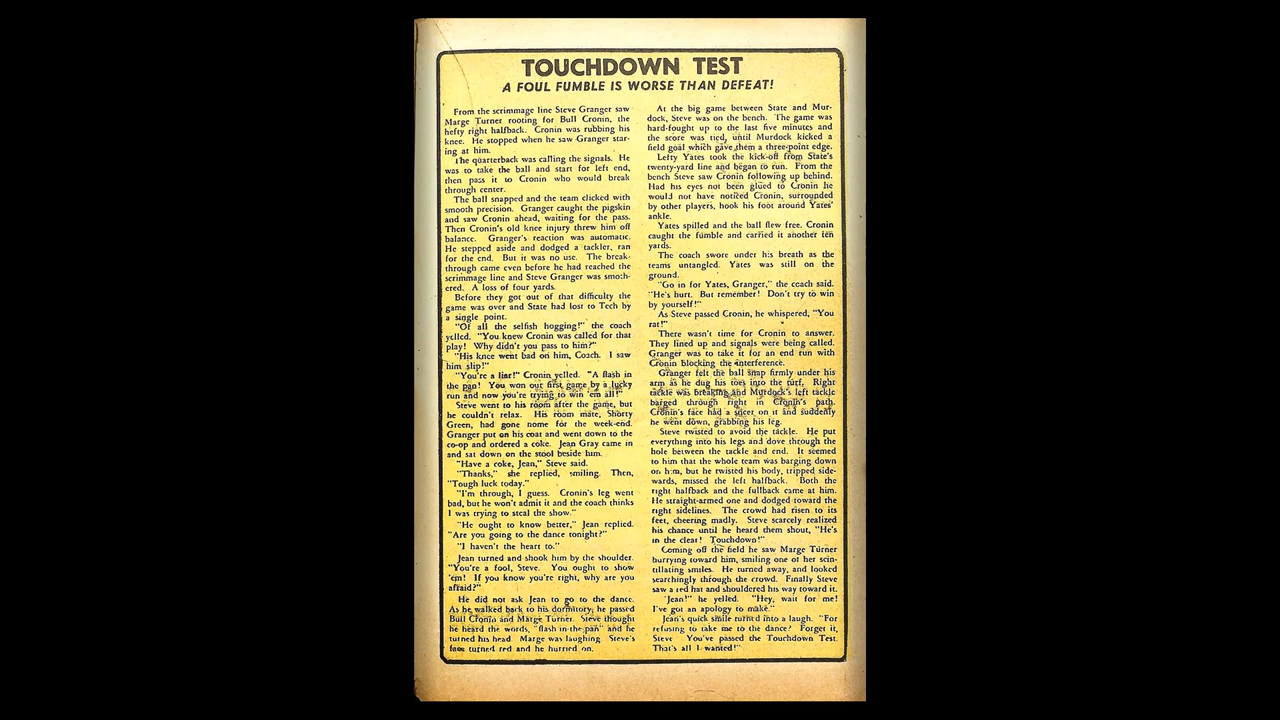 TOUCHDOWN TEST
A FOUL FUMBLE IS WORSE THAN DEFEAT!
From the scrimmage line Steve Granger saw
Marge Turner rooting for Bull Cronin, the
hefty right halfback. Cronin was rubbing his
knee. He stopped when he saw Granger star-
ing at him.
The quarterback was calling the signals. He
was to take the ball and start for left end,
then pass it to Cronin who would break
through center.
The ball snapped and the team clicked with
smooth precision. Granger caught the pigskin
and saw Cronin ahead, waiting for the pass.
Then Cronin's old knee injury threw him off
balance. Granger's reaction was automatic.
He stepped aside and dodged a tackler, ran
for the end. But it was no use. The break-
through came even before he had reached the
scrimmage line and Steve Granger was smoth-
ered. A loss of four yards.
Before they got out of that difficulty the
game was over and State had lost to Tech by
a single point.
"Of all the selfish hogging!" the coach
yelled. "You knew Cronin was called for that
play! Why didn't you pass to him?"
"His knee went bad on him, Coach. I saw
him slip!"
"You're a liar!" Cronin yelled. "A flash in
the pan! You won out first game by a lucky
run and now you're trying to win 'em all!"
Steve went to his room after the game, but
he couldn't relax. His room mate, Shorty
Green, had gone nome for the week-end.
Granger put on his coat and went down to the
co-op and ordered a coke. Jean Gray came in
and sat down on the stool beside him.
"Have a coke, Jean," Steve said.
"Thanks," she replied, smiling. Then,
"Tough luck today."
"I'm through, I guess. Cronin's leg went
bad, but he won't admit it and the coach thinks
I was trying to steal the show."
"He ought to know better," Jean replied.
"Are you going to the dance tonight?"
"I haven't the heart to."
Jean turned and shook him by the shoulder.
"You're a fool, Steve. You ought to show
'em! If you know you're right, why are you
afraid?"
He did not ask Jean to go to the dance.
As he walked back to his dormitory, he passed
Bull Cronin and Marge Turner. Steve thought
he heard the words, "flash in the pan" and he
turned his head. Marge was laughing. Steve's
face turned red and he hurried on.
At the big game between State and Mur-
dock, Steve was on the bench. The game was
hard-fought up to the last five minutes and
the score was tied, until Murdock kicked a
field goal which gave them a three-point edge.
Lefty Yates took the kick-off from State's
twenty-yard line and began to run. From the
bench Steve saw Cronin following up behind.
Had his eyes not been glued to Cronin he
would not have noticed Cronin, surrounded
by other players, hook his foot around Yates'
ankle.
Yates spilled and the ball flew free. Cronin
caught the fumble and carried it another ten
yards.
The coach swore under his breath as the
teams untangled. Yates was still on the
ground.
"Go in for Yates, Granger," the coach said.
"He's hurt. But remember! Don't try to win
by yourself!"
As Steve passed Cronin, he whispered, "You
rat!"
There wasn't time for Cronin to answer.
They lined up and signals were being called.
Granger was to take it for an end run with
Cronin blocking the interference.
Granger felt the ball snap firmly under his
arm as he dug his toes into the turf. Right
tackle was breaking and Murdock's left tackle
barged through right in Cronin's path.
Cronin's face had a sneer on it and suddenly
he went down, grabbing his leg.
Steve twisted to avoid the tackle. He put
everything into his legs and dove through the
hole between the tackle and end. It seemed
to him that the whole team was barging down
on him, but he twisted his body, tripped side-
wards, missed the left halfback. Both the
right halfback and the fullback came at him.
He straight-armed one and dodged toward the
right sidelines. The crowd had risen to its
feet, cheering madly. Steve scarcely realized
his chance until he heard them shout, "He's
in the clear! Touchdown!"
Coming off the field he saw Marge Turner
hurrying toward him, smiling one of her scin-
tillating smiles. He turned away, and looked
searchingly through the crowd. Finally Steve
saw a red hat and shouldered his way toward it.
"Jean!" he yelled. "Hey, wait for me!
I've got an apology to make."
Jean's quick smile turned into a laugh. "For
refusing to take me to the dance? Forget it,
Steve You've passed the Touchdown Test.
That's all I wanted!"